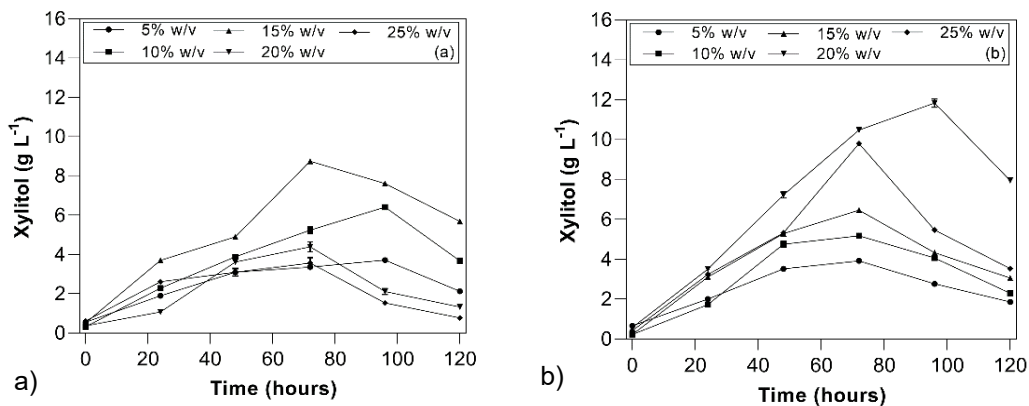 16
5% w/v 15% w/v 25% w/v
10% w/v 20% w/v (a)
14
12
10
8
6
4
2
0
Xylitol (g L⁻¹)
0 20 40 60 80 100 120
Time (hours)
a)
16
5% w/v 15% w/v 25% w/v
10% w/v 20% w/v (b)
14
12
10
8
6
4
2
0
Xylitol (g L⁻¹)
0 20 40 60 80 100 120
Time (hours)
b)